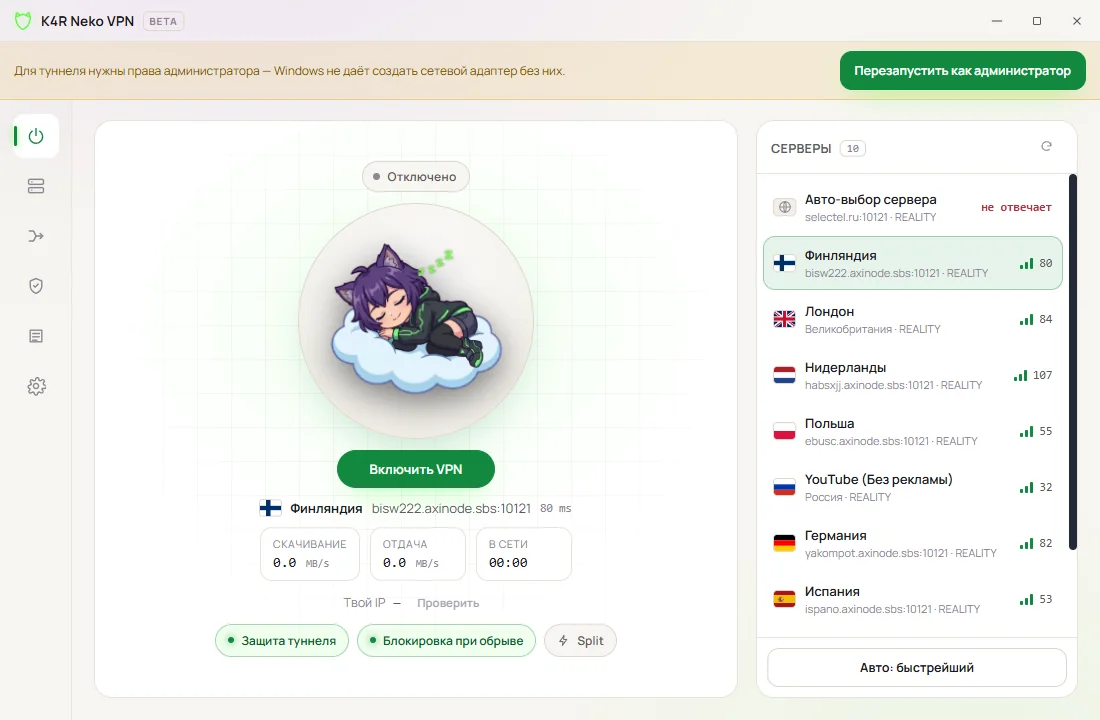 K4R Neko VPN BETA
Для туннеля нужны права администратора — Windows не даёт создать сетевой адаптер без них.
Перезапустить как администратор
Отключено
Включить VPN
Финляндия bisw222.axinode.sbs:10121 80 ms
СКАЧИВАНИЕ
0.0 MB/s
ОТДАЧА
0.0 MB/s
В СЕТИ
00:00
Твой IP — Проверить
Защита туннеля
Блокировка при обрыве
Split
СЕРВЕРЫ 10
Авто-выбор сервера
selectel.ru:10121 · REALITY
не отвечает
Финляндия
bisw222.axinode.sbs:10121 · REALITY
80
Лондон
Великобритания · REALITY
84
Нидерланды
habsxjj.axinode.sbs:10121 · REALITY
107
Польша
ebusc.axinode.sbs:10121 · REALITY
55
YouTube (Без рекламы)
Россия · REALITY
32
Германия
yakompot.axinode.sbs:10121 · REALITY
82
Испания
ispano.axinode.sbs:10121 · REALITY
53
Авто: быстрейший